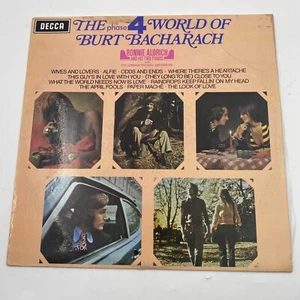 DECCA
THE phase 4 WORLD OF
BURT BACHARACH
RONNIE ALDRICH
AND HIS TWO PIANOS
WIVES AND LOVERS · ALFIE · ODDS AND ENDS · WHERE THERE'S A HEARTACHE
THIS GUY'S IN LOVE WITH YOU · (THEY LONG TO BE) CLOSE TO YOU
WHAT THE WORLD NEEDS NOW IS LOVE · RAINDROPS KEEP FALLIN' ON MY HEAD
THE APRIL FOOLS · PAPER MACHÉ · THE LOOK OF LOVE